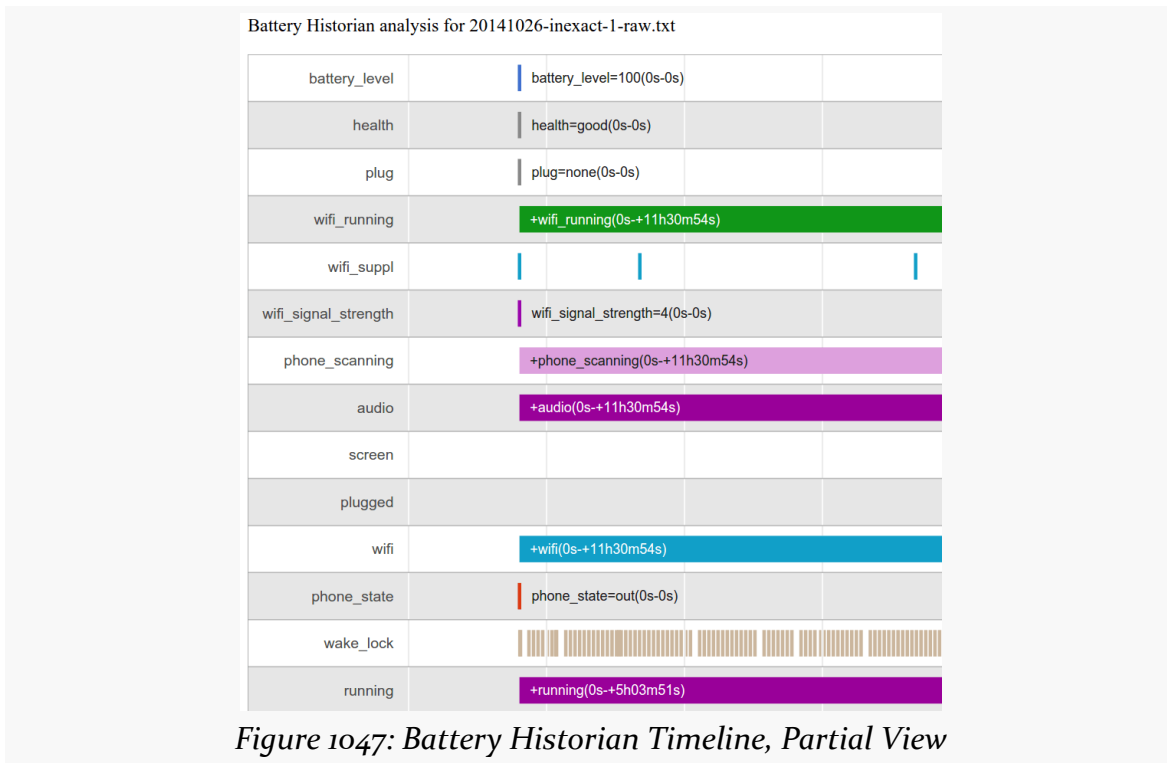 Battery Historian analysis for 20141026-inexact-1-raw.txt
battery_level battery_level=100(0s-0s)
health health=good(0s-0s)
plug plug=none(0s-0s)
wifi_running +wifi_running(0s-+11h30m54s)
wifi_suppl
wifi_signal_strength wifi_signal_strength=4(0s-0s)
phone_scanning +phone_scanning(0s-+11h30m54s)
audio +audio(0s-+11h30m54s)
screen
plugged
wifi +wifi(0s-+11h30m54s)
phone_state phone_state=out(0s-0s)
wake_lock
running +running(0s-+5h03m51s)
Figure 1047: Battery Historian Timeline, Partial View